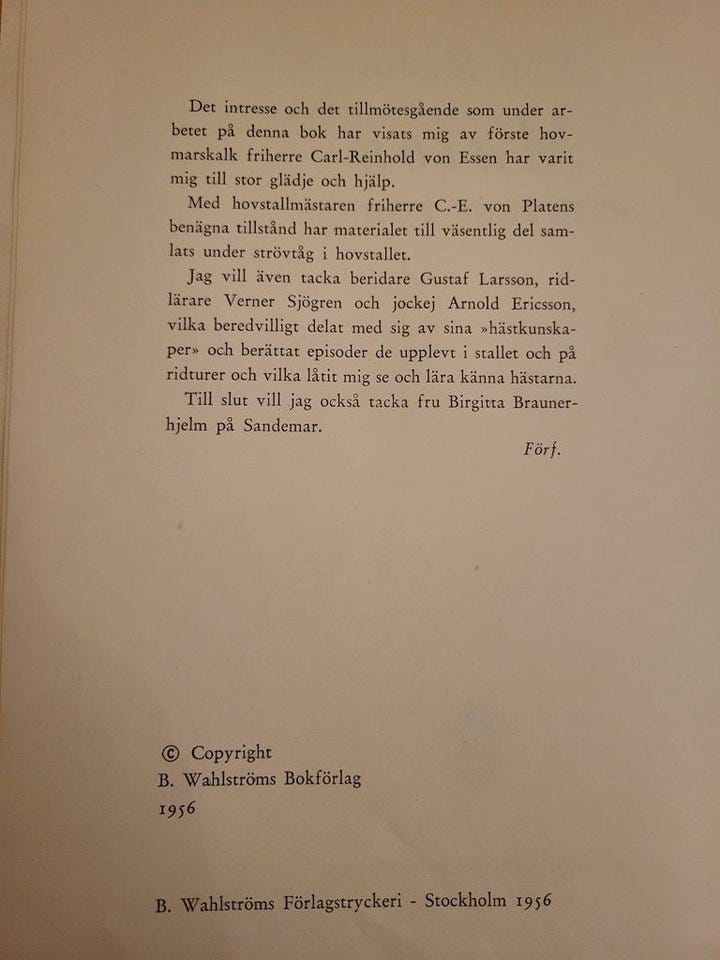 Det intresse och det tillmötesgående som under ar-
betet på denna bok har visats mig av förste hov-
marskalk friherre Carl-Reinhold von Essen har varit
mig till stor glädje och hjälp.
Med hovstallmästaren friherre C.-E. von Platens
benägna tillstånd har materialet till väsentlig del sam-
lats under strövtåg i hovstallet.
Jag vill även tacka beridare Gustaf Larsson, rid-
lärare Verner Sjögren och jockej Arnold Ericsson,
vilka beredvilligt delat med sig av sina »hästkunska-
per» och berättat episoder de upplevt i stallet och på
ridturer och vilka låtit mig se och lära känna hästarna.
Till slut vill jag också tacka fru Birgitta Brauner-
hjelm på Sandemar.
Förf.
© Copyright
B. Wahlströms Bokförlag
1956
B. Wahlströms Förlagstryckeri - Stockholm 1956